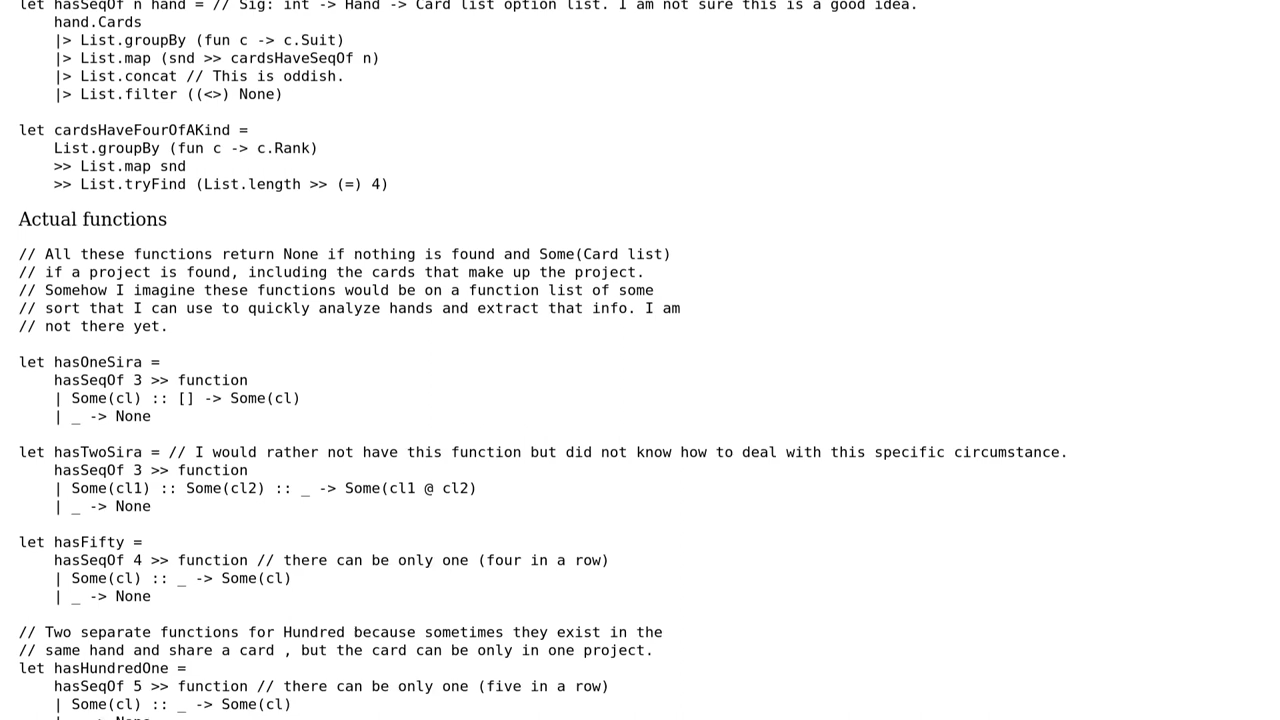 let hasSeqOf n hand = // Sig: int -> Hand -> Card list option list. I am not sure this is a good idea.
    hand.Cards
    |> List.groupBy (fun c -> c.Suit)
    |> List.map (snd >> cardsHaveSeqOf n)
    |> List.concat // This is oddish.
    |> List.filter ((<>) None)

let cardsHaveFourOfAKind =
    List.groupBy (fun c -> c.Rank)
    >> List.map snd
    >> List.tryFind (List.length >> (=) 4)

Actual functions

// All these functions return None if nothing is found and Some(Card list)
// if a project is found, including the cards that make up the project.
// Somehow I imagine these functions would be on a function list of some
// sort that I can use to quickly analyze hands and extract that info. I am
// not there yet.

let hasOneSira =
    hasSeqOf 3 >> function
    | Some(cl) :: [] -> Some(cl)
    | _ -> None

let hasTwoSira = // I would rather not have this function but did not know how to deal with this specific circumstance.
    hasSeqOf 3 >> function
    | Some(cl1) :: Some(cl2) :: _ -> Some(cl1 @ cl2)
    | _ -> None

let hasFifty =
    hasSeqOf 4 >> function // there can be only one (four in a row)
    | Some(cl) :: _ -> Some(cl)
    | _ -> None

// Two separate functions for Hundred because sometimes they exist in the
// same hand and share a card , but the card can be only in one project.
let hasHundredOne =
    hasSeqOf 5 >> function // there can be only one (five in a row)
    | Some(cl) :: _ -> Some(cl)
    | _ -> None